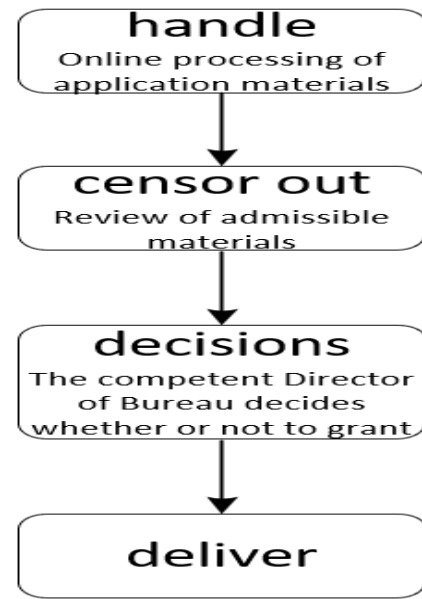 handle
Online processing of
application materials
censor out
Review of admissible
materials
decisions
The competent Director
of Bureau decides
whether or not to grant
deliver